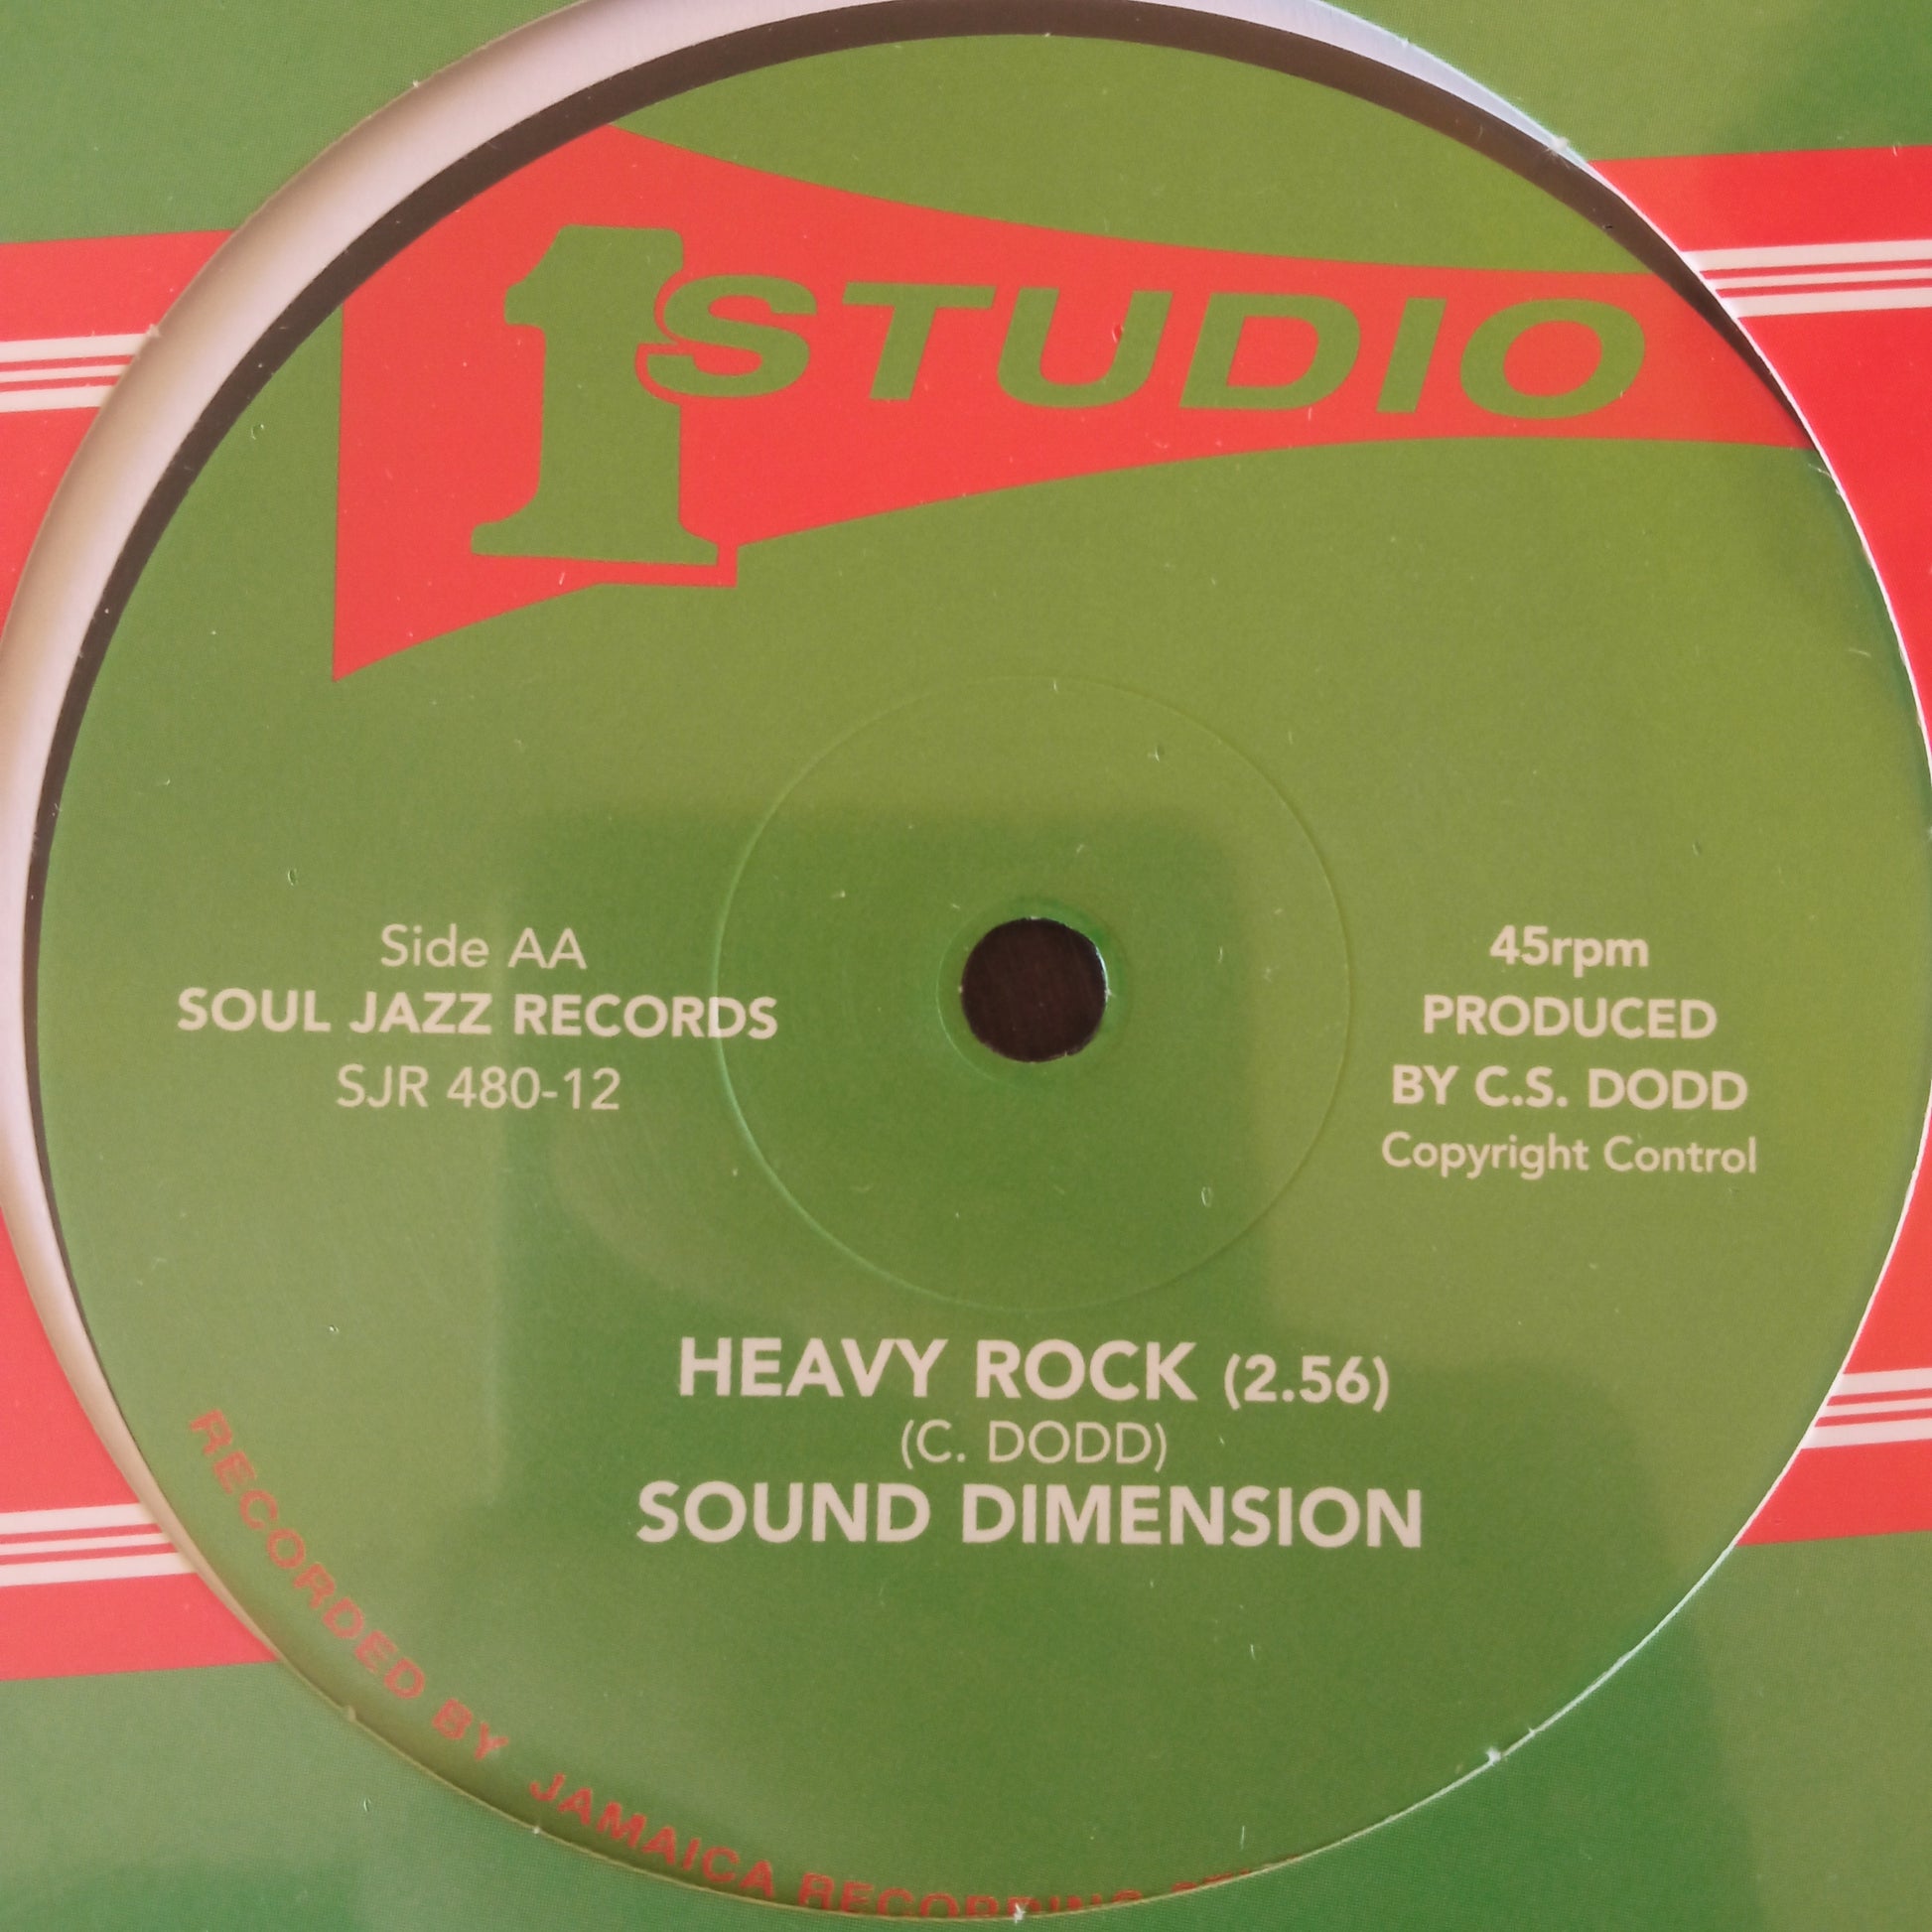 1 STUDIO
Side AA
SOUL JAZZ RECORDS
SJR 480-12
45rpm
PRODUCED
BY C.S. DODD
Copyright Control
HEAVY ROCK (2.56)
(C. DODD)
SOUND DIMENSION
RECORDED BY JAMAICA RECORDING